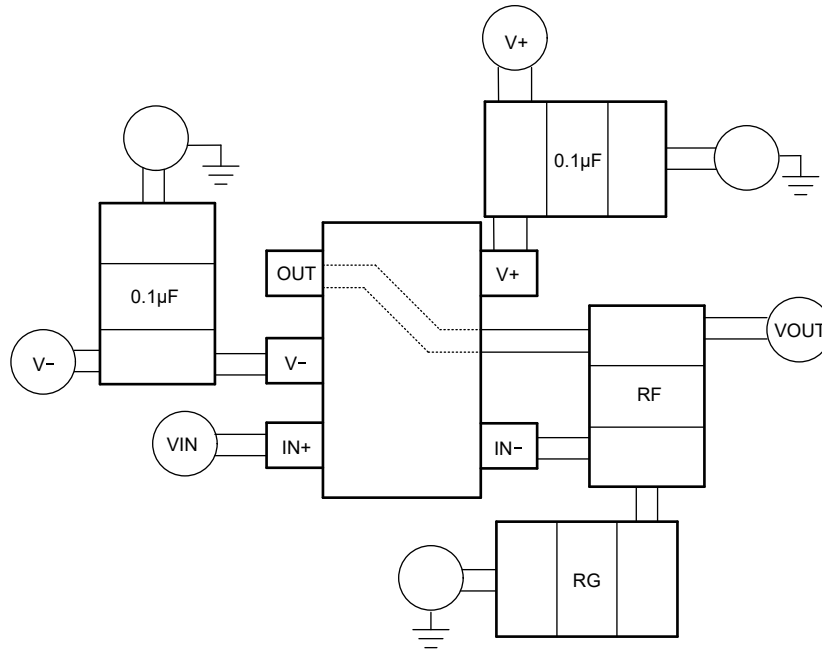 V+
0.1µF
0.1µF
OUT
V+
VOUT
V−
V−
RF
VIN
IN+
IN−
RG